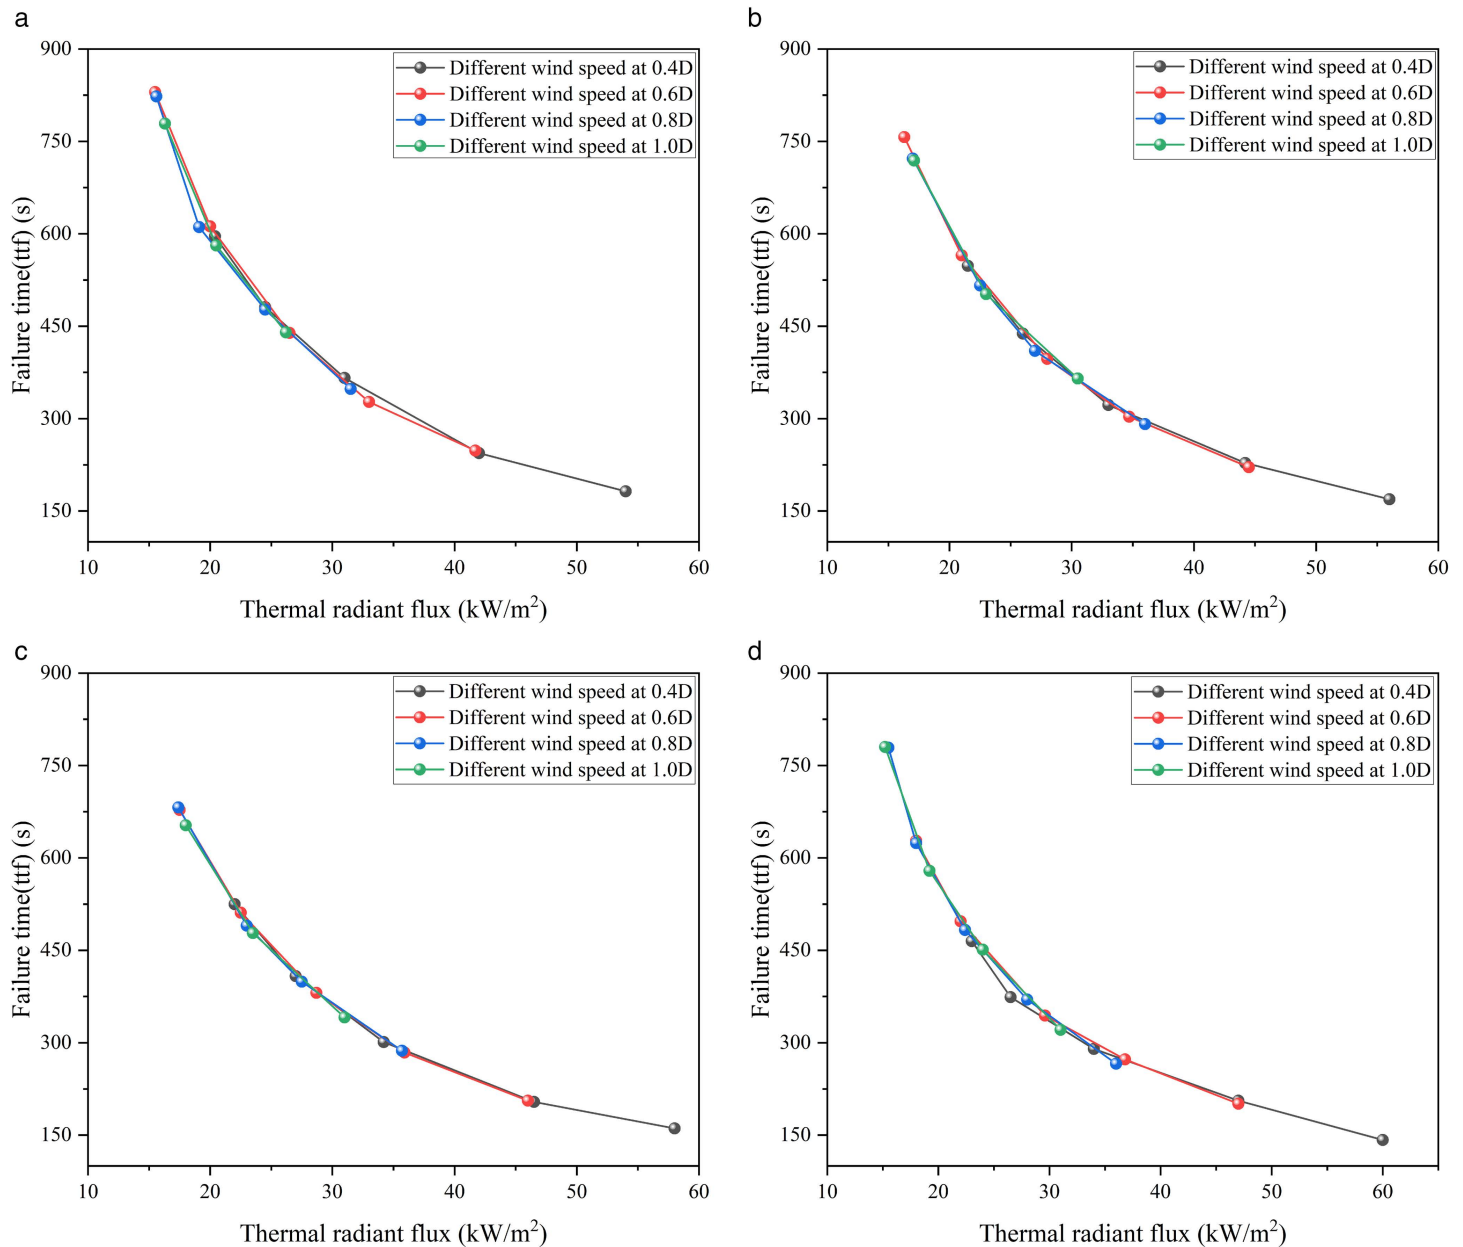 a
900
750
600
450
300
150
10
20
30
40
50
60
Failure time(ttf) (s)
Thermal radiant flux (kW/m²)
Different wind speed at 0.4D
Different wind speed at 0.6D
Different wind speed at 0.8D
Different wind speed at 1.0D
b
900
750
600
450
300
150
10
20
30
40
50
60
Failure time(ttf) (s)
Thermal radiant flux (kW/m²)
Different wind speed at 0.4D
Different wind speed at 0.6D
Different wind speed at 0.8D
Different wind speed at 1.0D
c
900
750
600
450
300
150
10
20
30
40
50
60
Failure time(ttf) (s)
Thermal radiant flux (kW/m²)
Different wind speed at 0.4D
Different wind speed at 0.6D
Different wind speed at 0.8D
Different wind speed at 1.0D
d
900
750
600
450
300
150
10
20
30
40
50
60
Failure time(ttf) (s)
Thermal radiant flux (kW/m²)
Different wind speed at 0.4D
Different wind speed at 0.6D
Different wind speed at 0.8D
Different wind speed at 1.0D